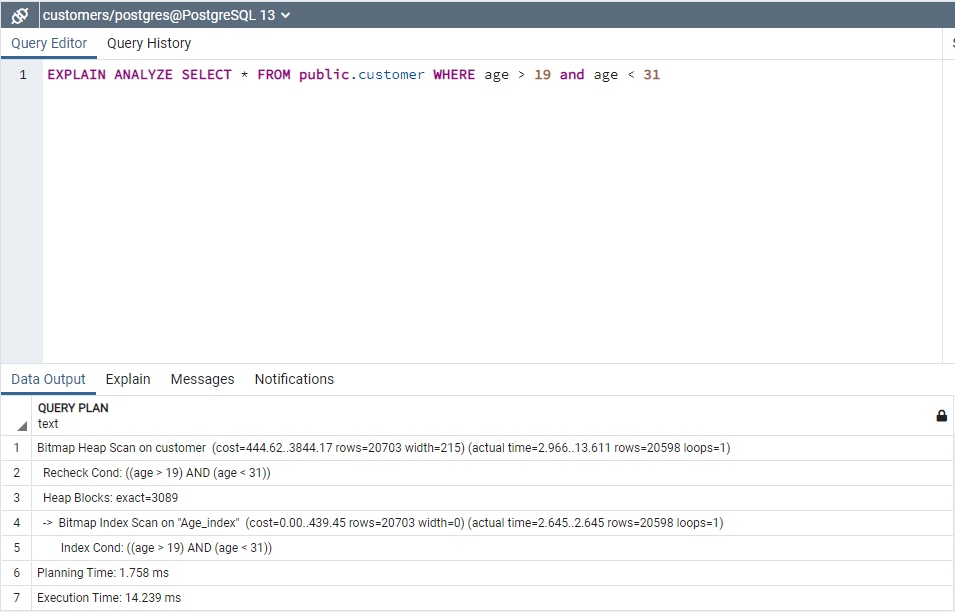 customers/postgres@PostgreSQL 13
Query Editor Query History
1 EXPLAIN ANALYZE SELECT * FROM public.customer WHERE age > 19 and age < 31
Data Output Explain Messages Notifications
QUERY PLAN
text
1 Bitmap Heap Scan on customer (cost=444.62..3844.17 rows=20703 width=215) (actual time=2.966..13.611 rows=20598 loops=1)
2 Recheck Cond: ((age > 19) AND (age < 31))
3 Heap Blocks: exact=3089
4 -> Bitmap Index Scan on "Age_index" (cost=0.00..439.45 rows=20703 width=0) (actual time=2.645..2.645 rows=20598 loops=1)
5 Index Cond: ((age > 19) AND (age < 31))
6 Planning Time: 1.758 ms
7 Execution Time: 14.239 ms